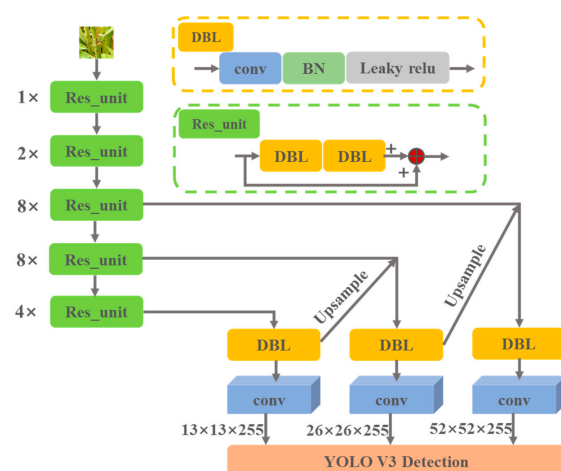 DBL
conv BN Leaky relu
1× Res_unit
Res_unit
2× Res_unit
DBL DBL +
+
8× Res_unit
8× Res_unit
Upsample
Upsample
4× Res_unit
DBL DBL DBL
conv conv conv
13×13×255 26×26×255 52×52×255
YOLO V3 Detection